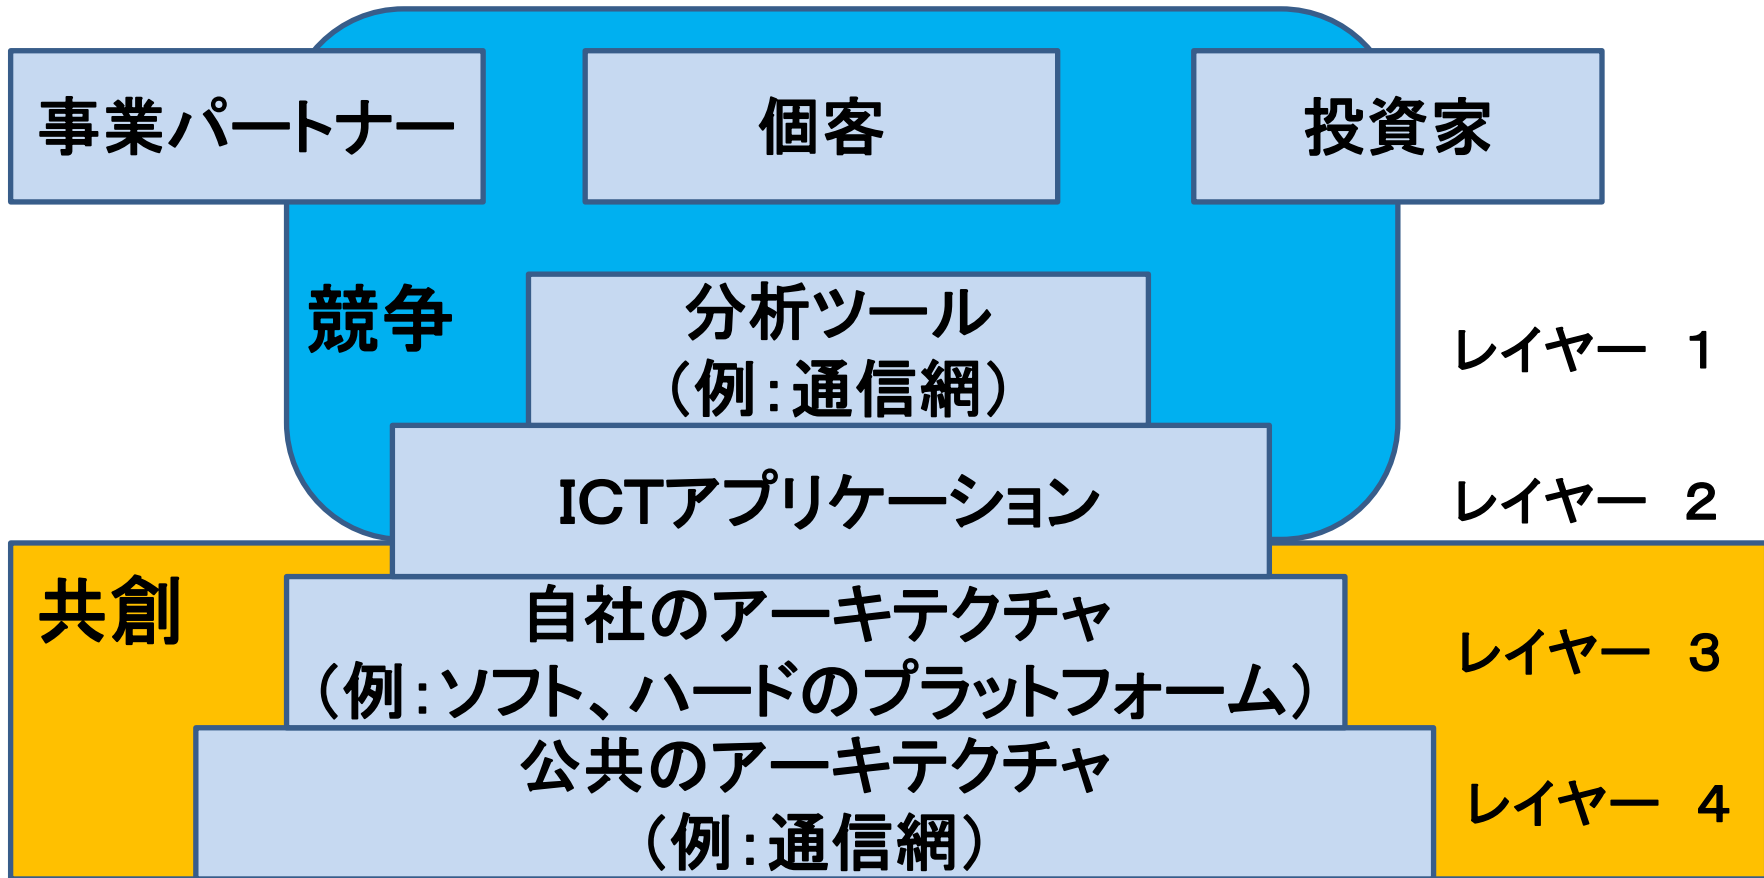 事業パートナー
個客
投資家
競争
分析ツール
（例：通信網）
レイヤー　１
ICTアプリケーション
レイヤー　２
共創
自社のアーキテクチャ
（例：ソフト、ハードのプラットフォーム）
レイヤー　３
公共のアーキテクチャ
（例：通信網）
レイヤー　４